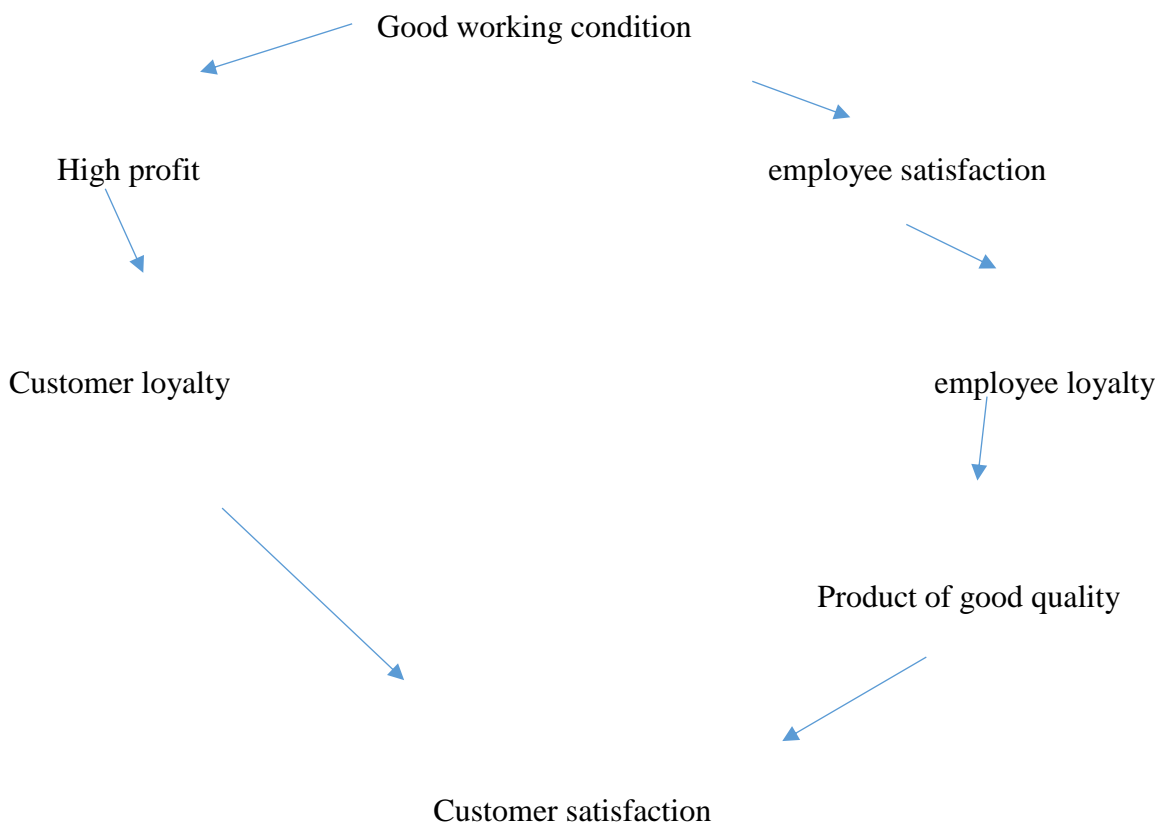 Good working condition
High profit
employee satisfaction
Customer loyalty
employee loyalty
Product of good quality
Customer satisfaction